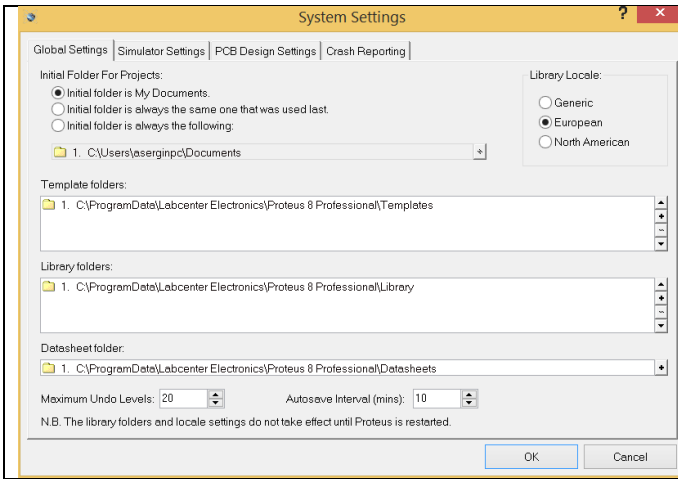 System Settings
? ×
Global Settings Simulator Settings PCB Design Settings Crash Reporting
Initial Folder For Projects:
Initial folder is My Documents.
Initial folder is always the same one that was used last.
Initial folder is always the following:
1. C:\Users\aserginpc\Documents
Library Locale:
Generic
European
North American
Template folders:
1. C:\ProgramData\Labcenter Electronics\Proteus 8 Professional\Templates
Library folders:
1. C:\ProgramData\Labcenter Electronics\Proteus 8 Professional\Library
Datasheet folder:
1. C:\ProgramData\Labcenter Electronics\Proteus 8 Professional\Datasheets
Maximum Undo Levels: 20 Autosave Interval (mins): 10
N.B. The library folders and locale settings do not take effect until Proteus is restarted.
OK Cancel